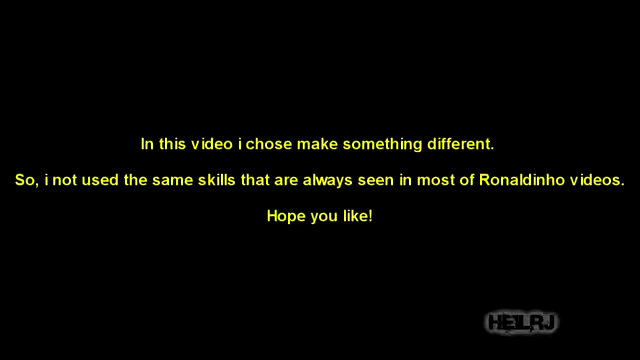 In this video i chose make something different.
So, i not used the same skills that are always seen in most of Ronaldinho videos.
Hope you like!
HEILRJ